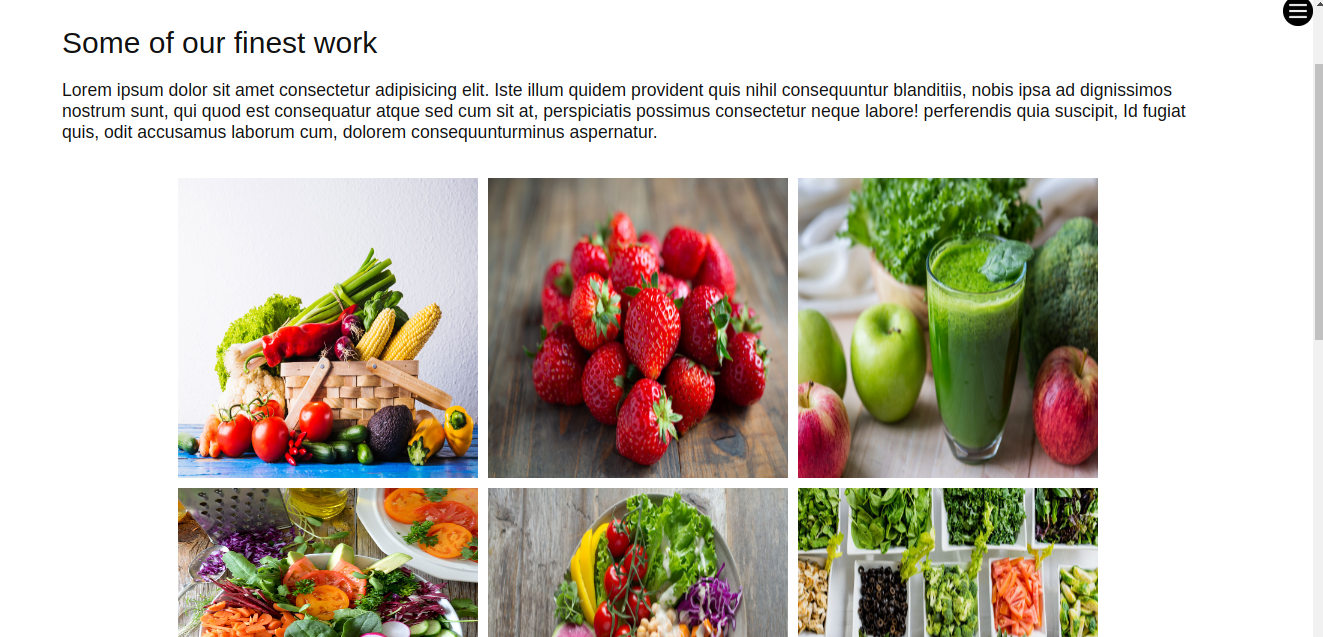 Some of our finest work
Lorem ipsum dolor sit amet consectetur adipisicing elit. Iste illum quidem provident quis nihil consequuntur blanditiis, nobis ipsa ad dignissimos
nostrum sunt, qui quod est consequatur atque sed cum sit at, perspiciatis possimus consectetur neque labore! perferendis quia suscipit, Id fugiat
quis, odit accusamus laborum cum, dolorem consequunturminus aspernatur.